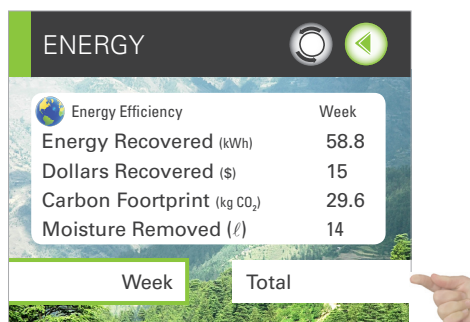 ENERGY
Energy Efficiency Week
Energy Recovered (kWh) 58.8
Dollars Recovered ($) 15
Carbon Foortprint (kg CO₂) 29.6
Moisture Removed (ℓ) 14
Week Total